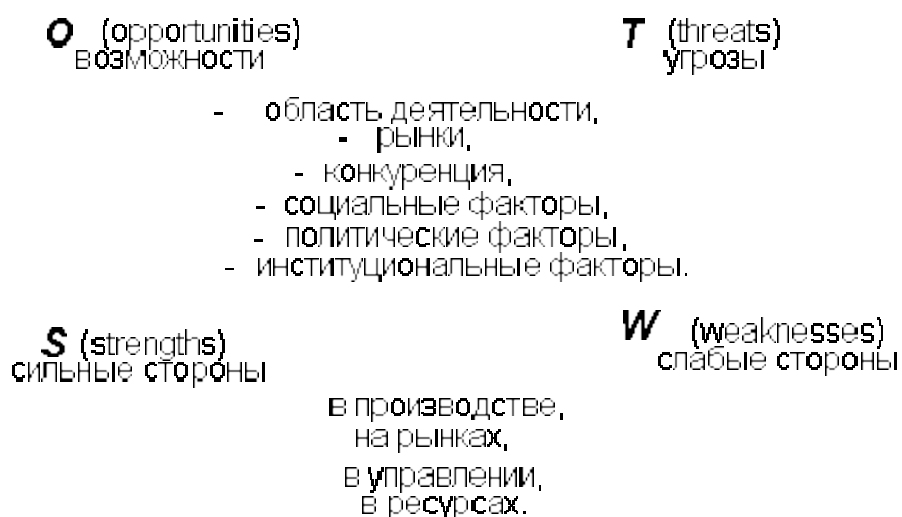 O (opportunities)
возможности
T (threats)
угрозы
- область деятельности,
- рынки,
- конкуренция,
- социальные факторы,
- политические факторы,
- институциональные факторы.
S (strengths)
сильные стороны
W (weaknesses)
слабые стороны
в производстве,
на рынках,
в управлении,
в ресурсах.